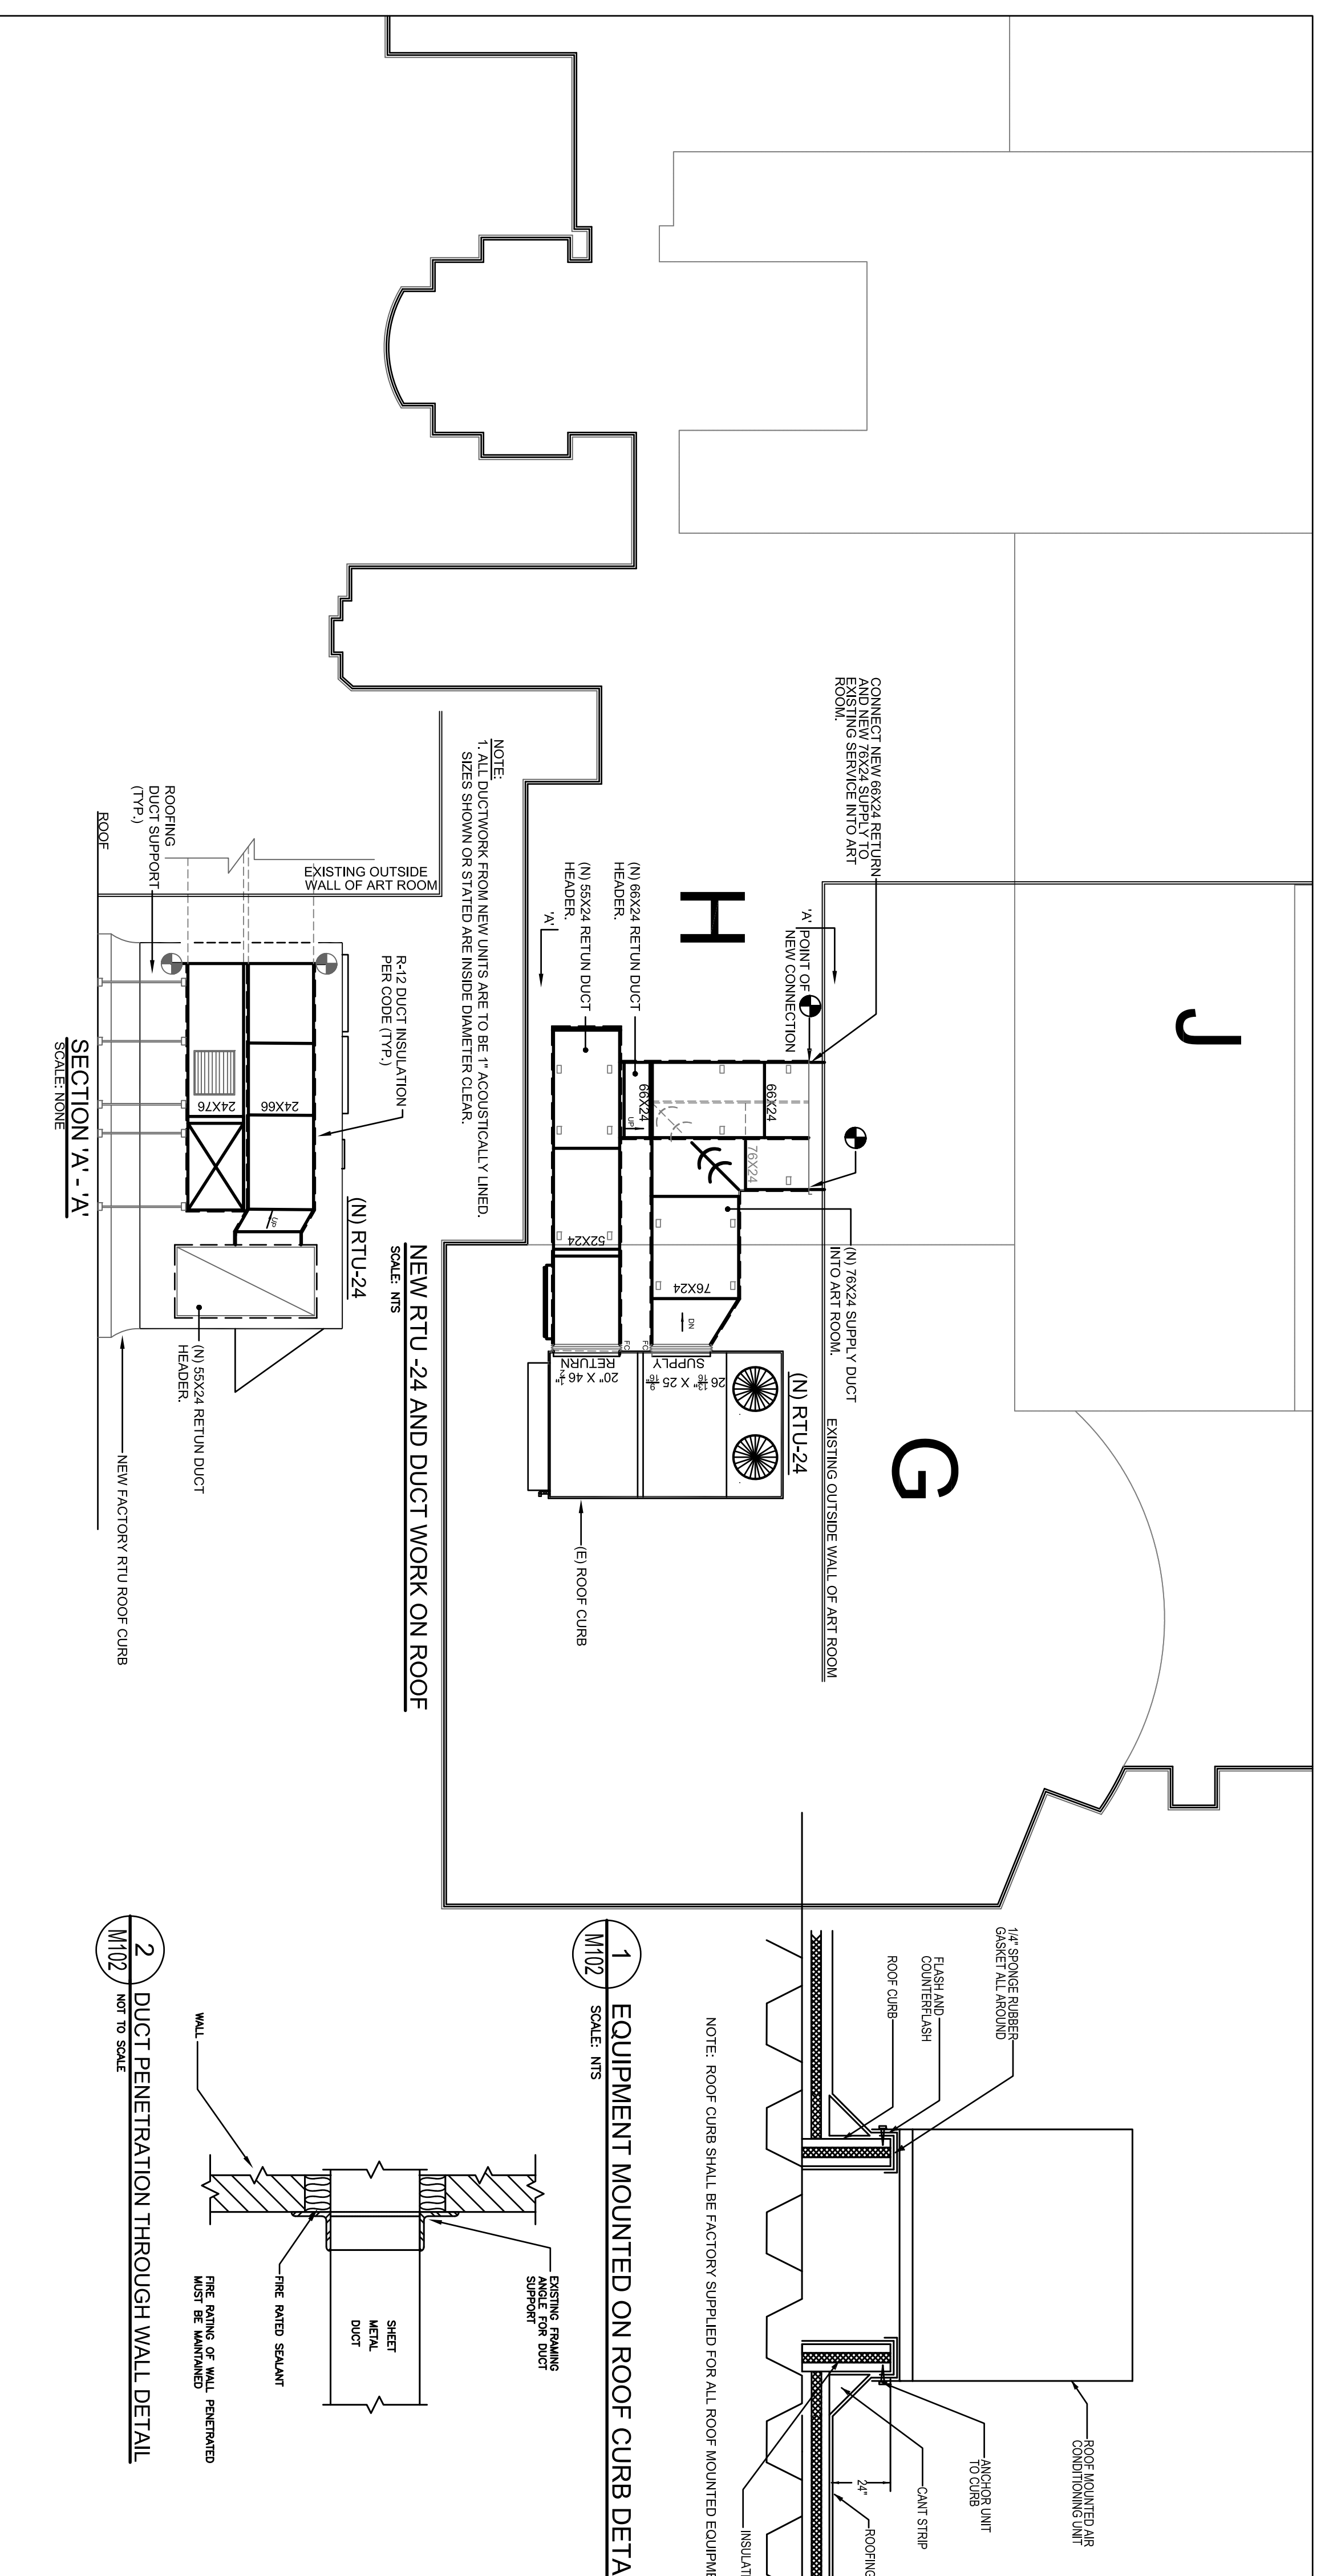 J
H
G
CONNECT NEW 66X24 RETURN
AND NEW 76X24 SUPPLY TO
EXISTING SERVICE INTO ART
ROOM.
'A'
POINT OF
NEW CONNECTION
(N) 66X24 RETUN DUCT
HEADER.
(N) 55X24 RETUN DUCT
HEADER.
'A'
66X24
66X24
UP
76X24
52X24
76X24
DN
FC
FC
(N) 76X24 SUPPLY DUCT
INTO ART ROOM.
EXISTING OUTSIDE WALL OF ART ROOM
(N) RTU-24
26 13/16" X 25 9/16"
SUPPLY
20" X 46 1/2"
RETURN
(E) ROOF CURB
NOTE:
1. ALL DUCTWORK FROM NEW UNITS ARE TO BE 1" ACOUSTICALLY LINED.
SIZES SHOWN OR STATED ARE INSIDE DIAMETER CLEAR.
NEW RTU -24 AND DUCT WORK ON ROOF
SCALE: NTS
EXISTING OUTSIDE
WALL OF ART ROOM
R-12 DUCT INSULATION
PER CODE (TYP.)
(N) RTU-24
ROOFING
DUCT SUPPORT
(TYP.)
ROOF
24X66
24X76
UP
(N) 55X24 RETUN DUCT
HEADER.
NEW FACTORY RTU ROOF CURB
SECTION 'A' - 'A'
SCALE: NONE
1/4" SPONGE RUBBER
GASKET ALL AROUND
FLASH AND
COUNTERFLASH
ROOF CURB
ROOF MOUNTED AIR
CONDITIONING UNIT
ANCHOR UNIT
TO CURB
CANT STRIP
24"
ROOFING
NOTE: ROOF CURB SHALL BE FACTORY SUPPLIED FOR ALL ROOF MOUNTED
1
M102
EQUIPMENT MOUNTED ON ROOF CURB
SCALE: NTS
EXISTING FRAMING
ANGLE FOR DUCT
SUPPORT
SHEET
METAL
DUCT
FIRE RATED SEALANT
WALL
FIRE RATING OF WALL PENETRATED
MUST BE MAINTAINED
2
M102
DUCT PENETRATION THROUGH WALL DETAIL
NOT TO SCALE